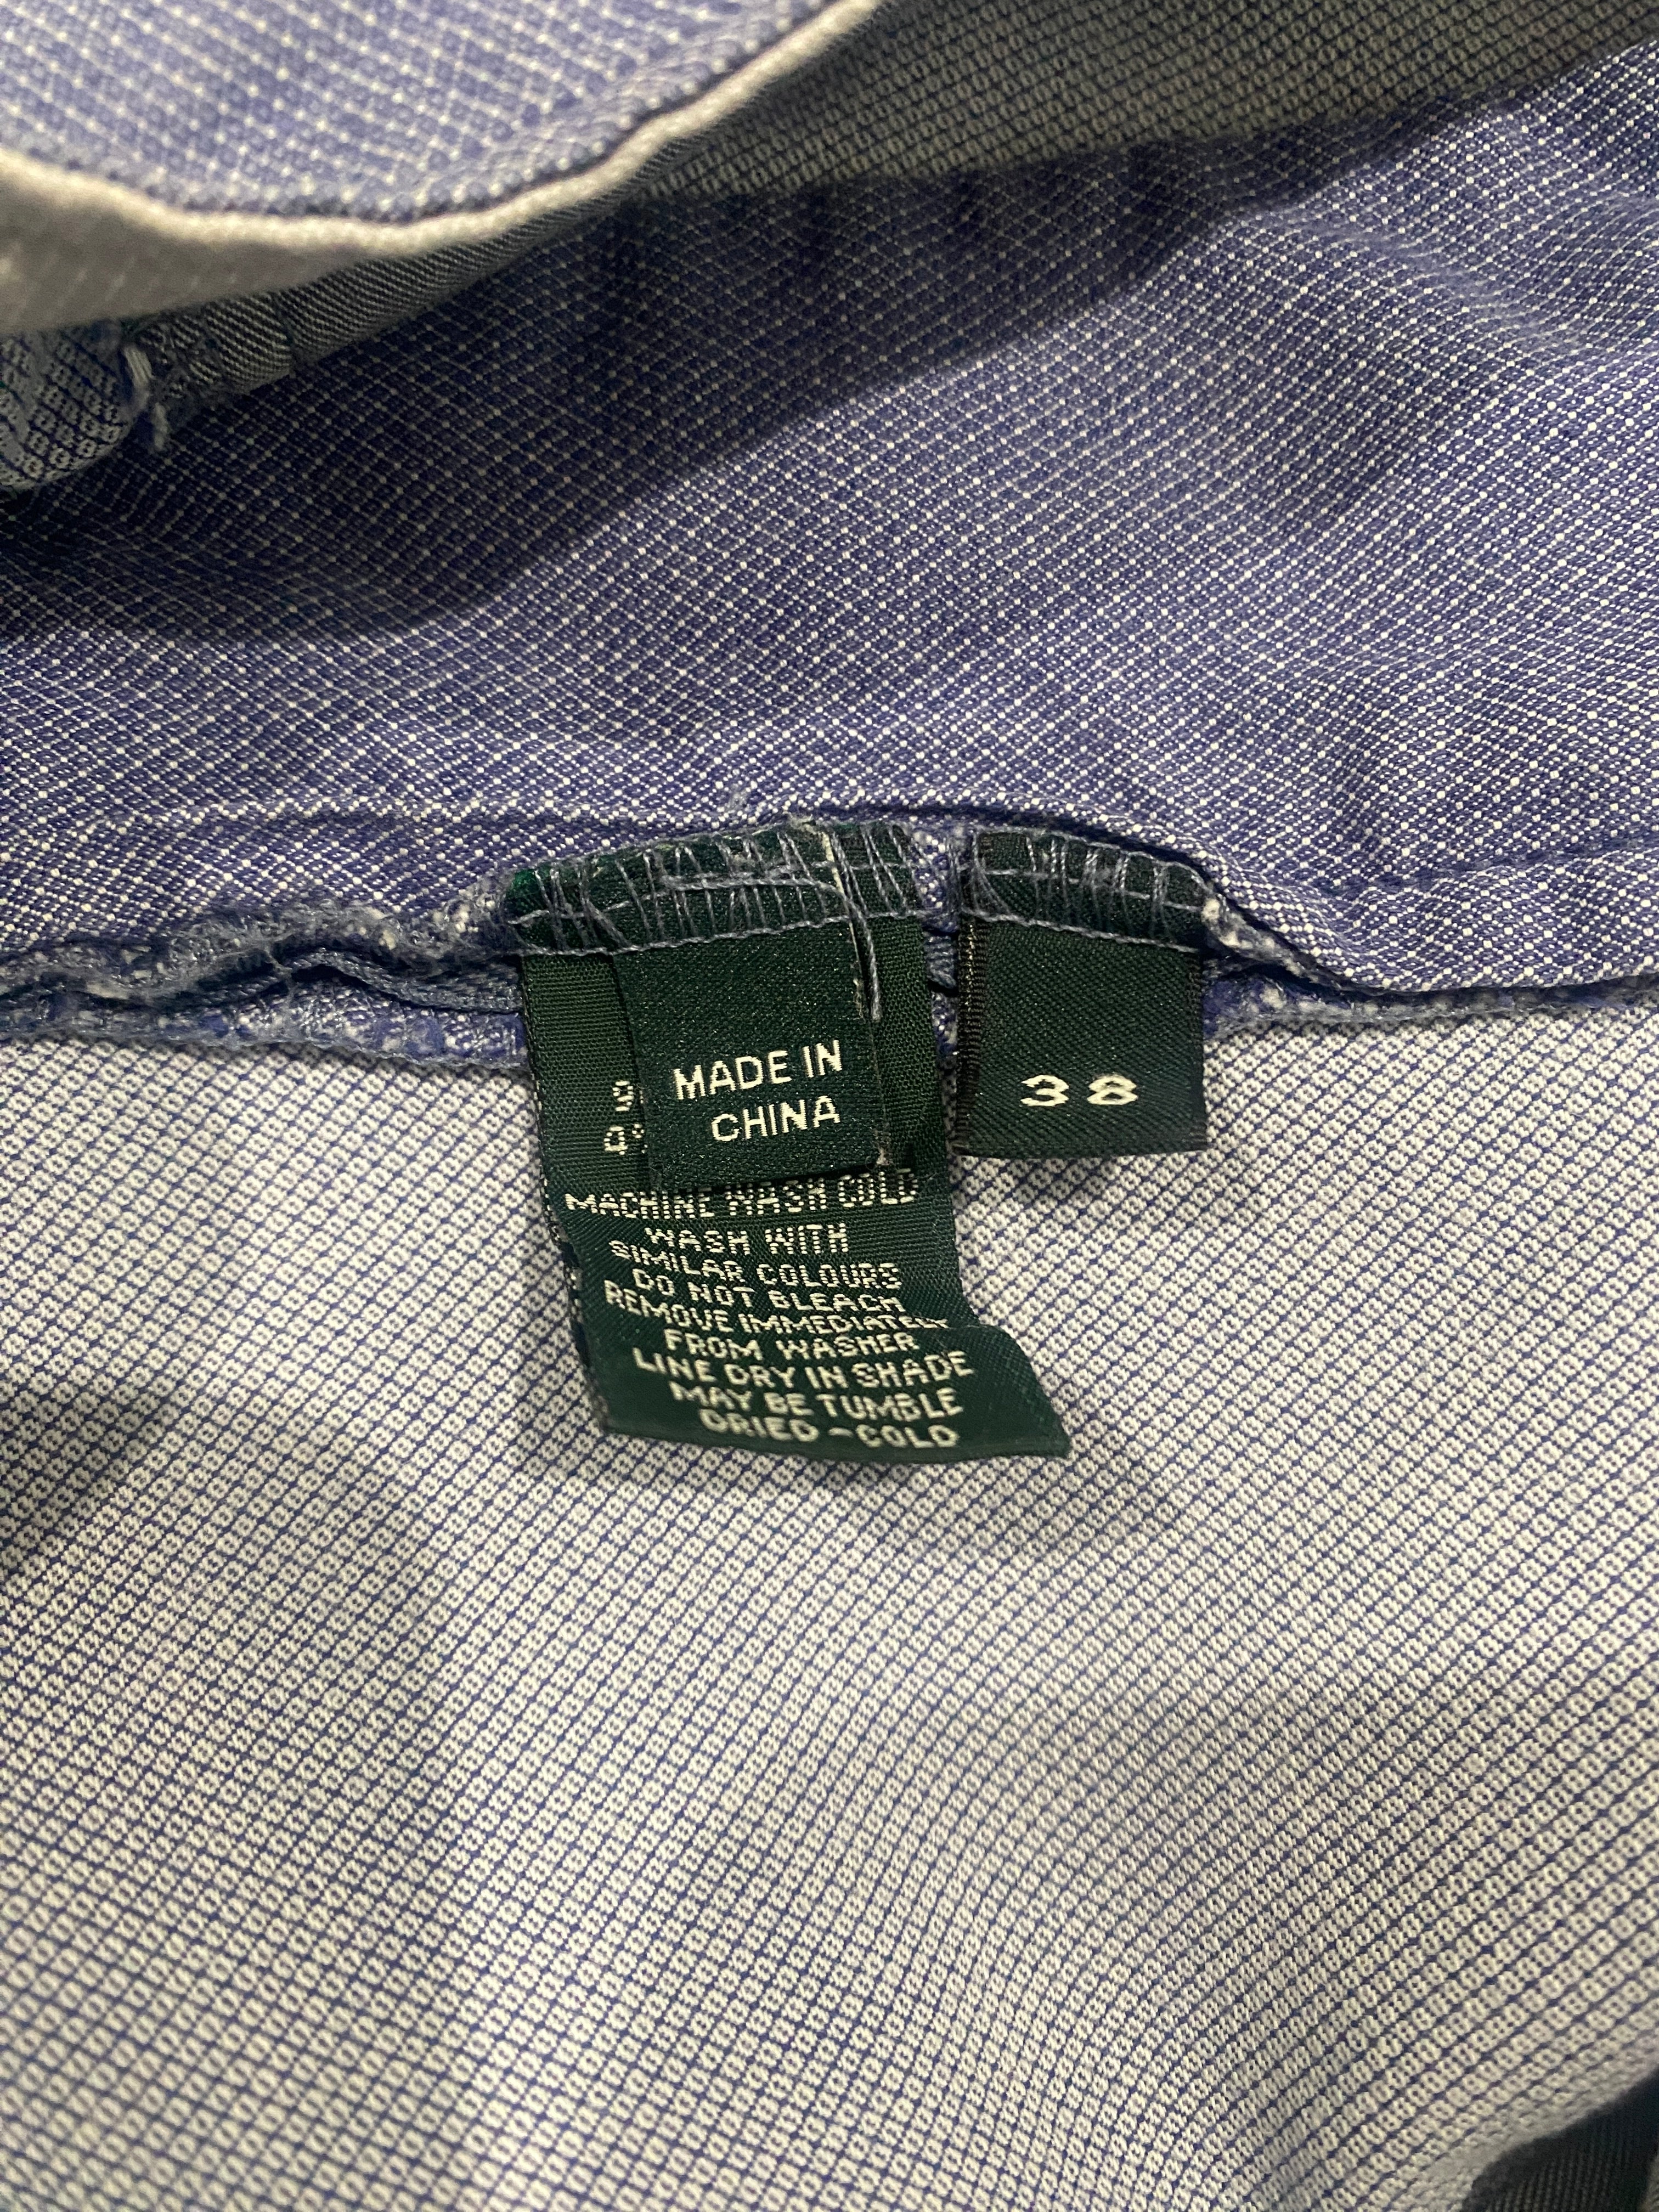 MADE IN
CHINA
38
MACHINE WASH COLD
WASH WITH
SIMILAR COLOURS
DO NOT BLEACH
REMOVE IMMEDIATELY
FROM WASHER
LINE DRY IN SHADE
MAY BE TUMBLE
DRIED - COLD